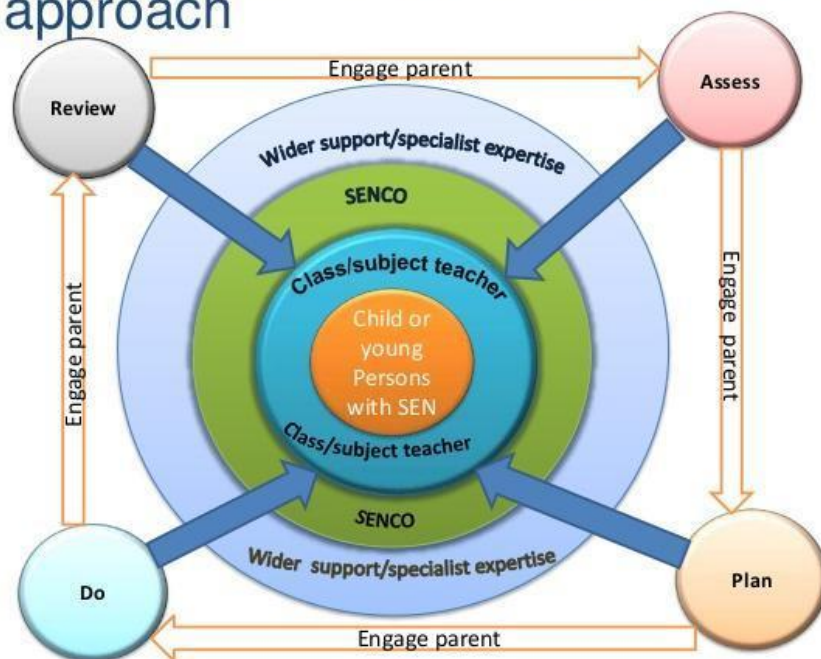 approach
Engage parent
Review
Assess
Wider support/specialist expertise
SENCO
Class/subject teacher
Child or
young
Persons
with SEN
Engage parent
Engage parent
Class/subject teacher
SENCO
Wider support/specialist expertise
Do
Plan
Engage parent